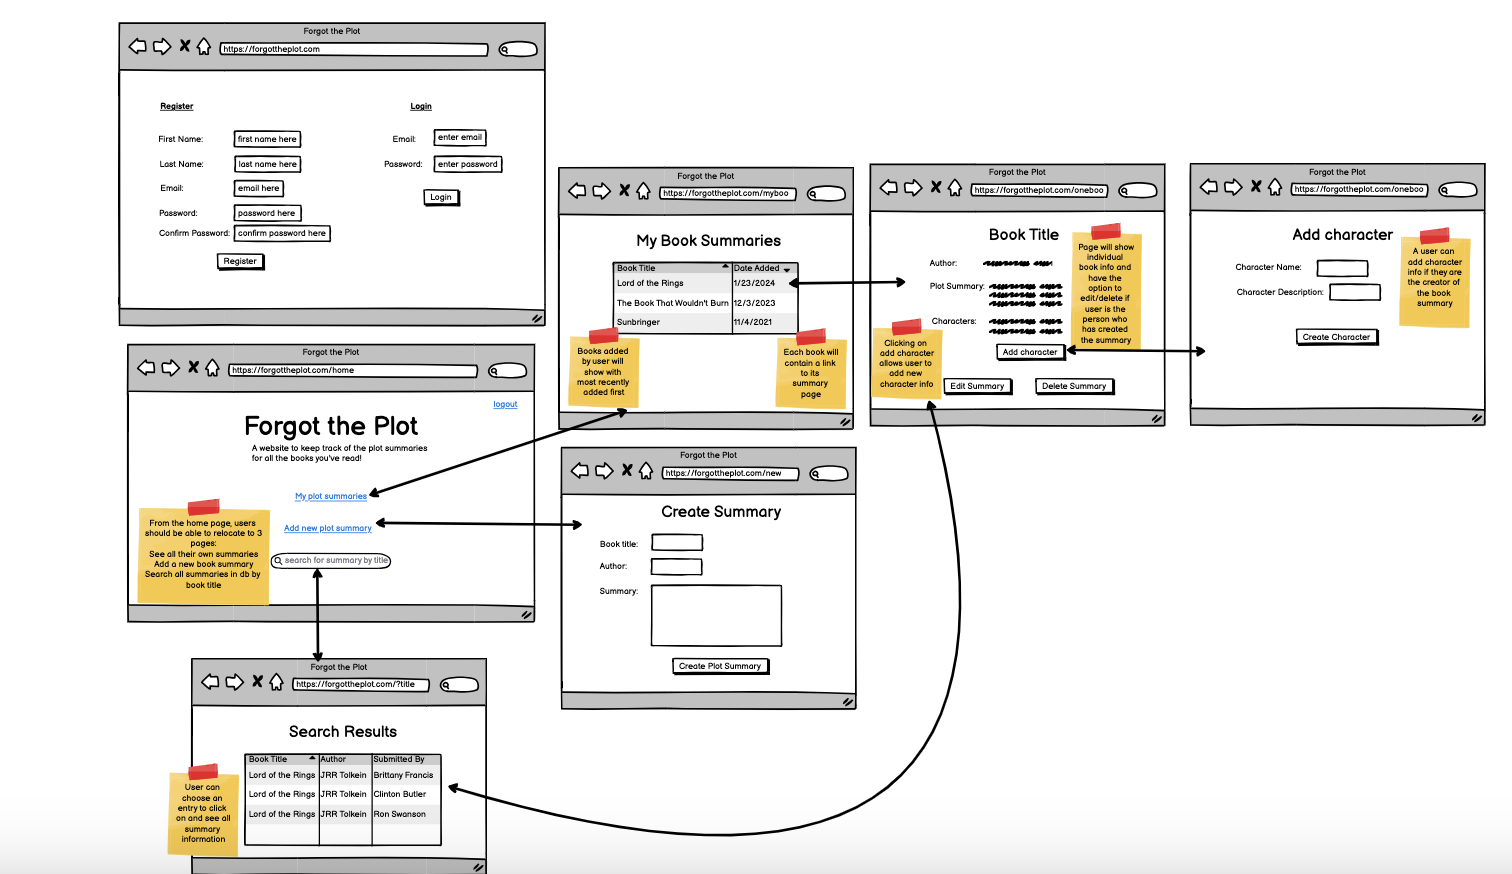 Forgot the Plot
https://forgottheplot.com
Register
First Name:
first name here
Last Name:
last name here
Email:
email here
Password:
password here
Confirm Password:
confirm password here
Register
Login
Email:
enter email
Password:
enter password
Login
Forgot the Plot
https://forgottheplot.com/home
logout
Forgot the Plot
A website to keep track of the plot summaries
for all the books you've read!
My plot summaries
Add new plot summary
search for summary by title
From the home page, users
should be able to relocate to 3
pages:
See all their own summaries
Add a new book summary
Search all summaries in db by
book title
Forgot the Plot
https://forgottheplot.com/myboo
My Book Summaries
Book Title Date Added
Lord of the Rings 1/23/2024
The Book That Wouldn't Burn 12/3/2023
Sunbringer 11/4/2021
Books added
by user will
show with
most recently
added first
Each book will
contain a link
to its
summary
page
Forgot the Plot
https://forgottheplot.com/oneboo
Book Title
Author:
Plot Summary:
Characters:
Add character
Edit Summary
Delete Summary
Page will show
individual
book info and
have the
option to
edit/delete if
user is the
person who
has created
the summary
Clicking on
add character
allows user to
add new
character info
Forgot the Plot
https://forgottheplot.com/oneboo
Add character
Character Name:
Character Description:
Create Character
A user can
add character
info if they are
the creator of
the book
summary
Forgot the Plot
https://forgottheplot.com/new
Create Summary
Book title:
Author:
Summary:
Create Plot Summary
Forgot the Plot
https://forgottheplot.com/?title
Search Results
Book Title Author Submitted By
Lord of the Rings JRR Tolkein Brittany Francis
Lord of the Rings JRR Tolkein Clinton Butler
Lord of the Rings JRR Tolkein Ron Swanson
User can
choose an
entry to click
on and see all
summary
information